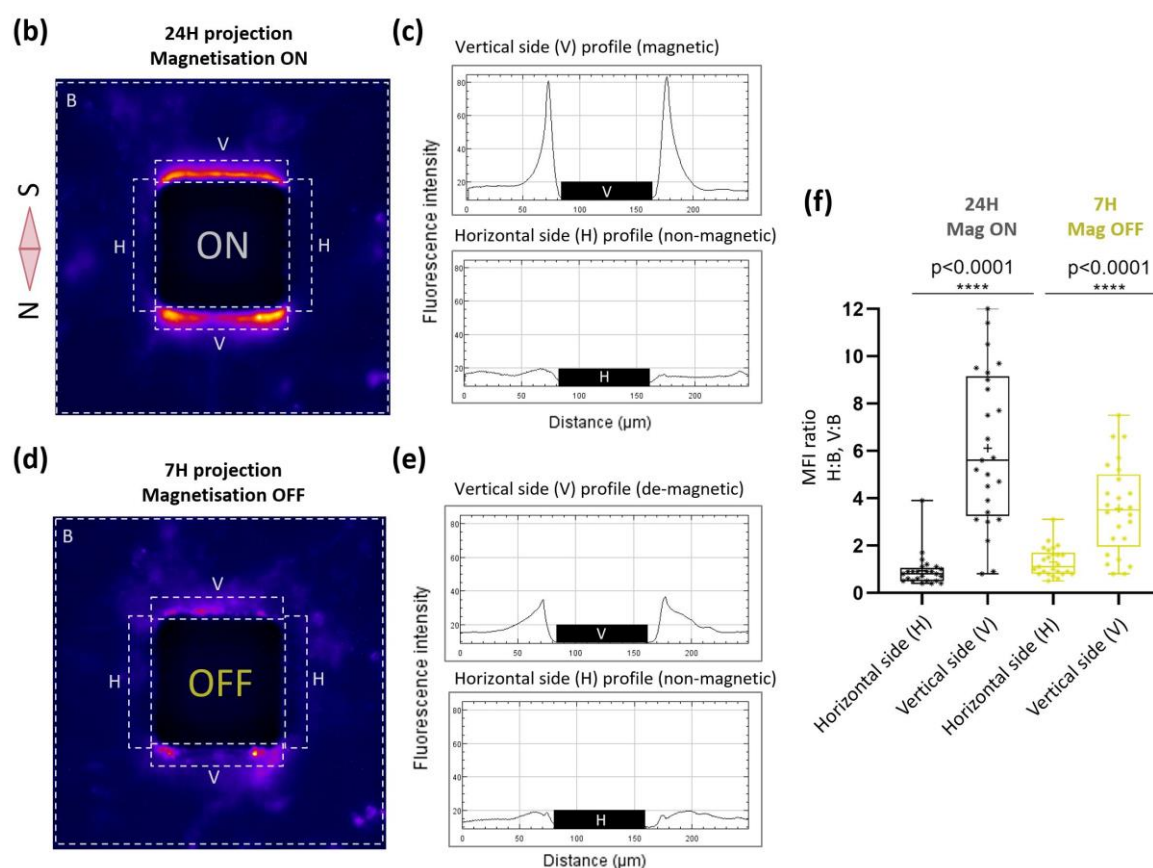 (b)
24H projection
Magnetisation ON
B
V
H
ON
H
V
S
N
(c)
Vertical side (V) profile (magnetic)
80
60
40
20
V
0
50
100
150
200
Horizontal side (H) profile (non-magnetic)
80
60
40
20
H
0
50
100
150
200
Fluorescence intensity
Distance (µm)
(d)
7H projection
Magnetisation OFF
B
V
H
OFF
H
V
(e)
Vertical side (V) profile (de-magnetic)
80
60
40
20
V
0
50
100
150
200
Horizontal side (H) profile (non-magnetic)
80
60
40
20
H
0
50
100
150
200
Fluorescence intensity
Distance (µm)
(f)
24H 7H
Mag ON Mag OFF
p<0.0001 p<0.0001
**** ****
12
10
8
6
4
2
0
MFI ratio
H:B, V:B
Horizontal side (H)
Vertical side (V)
Horizontal side (H)
Vertical side (V)